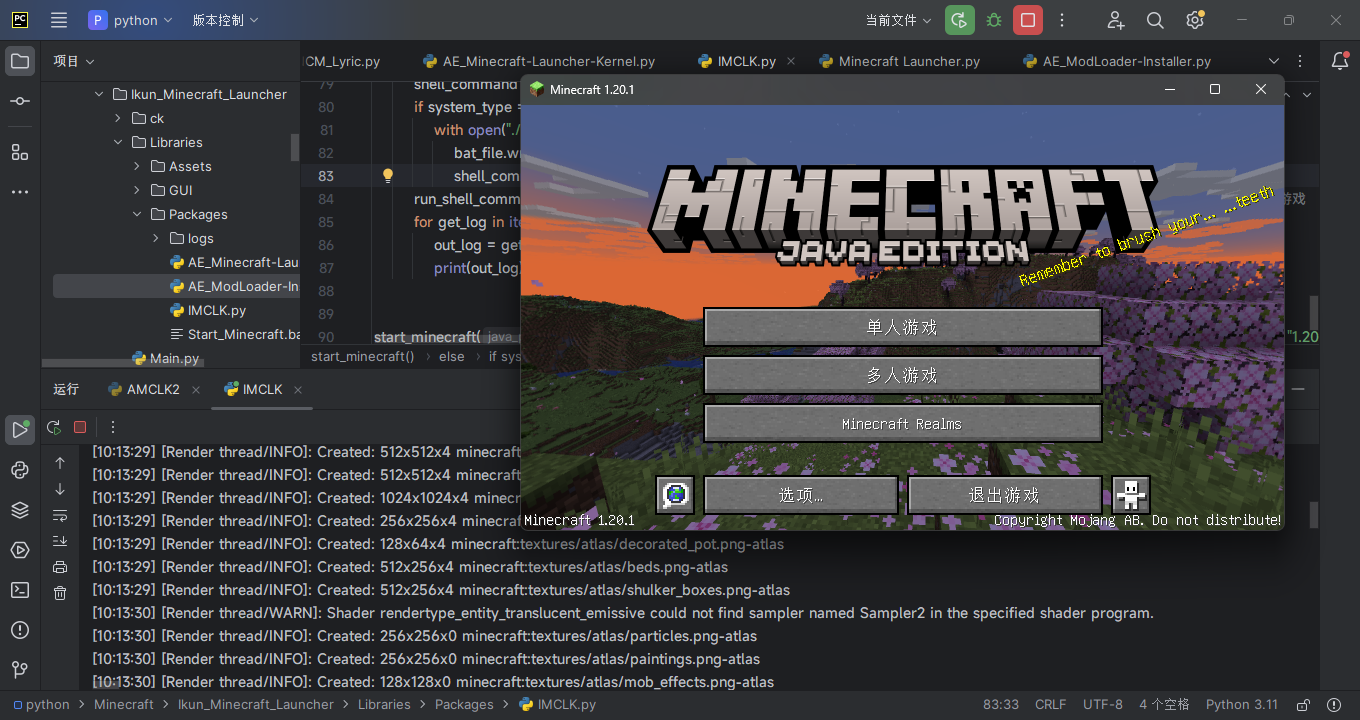 PC
P python 版本控制 当前文件
项目
CM_Lyric.py AE_Minecraft-Launcher-Kernel.py IMCLK.py Minecraft Launcher.py AE_ModLoader-Installer.py
Ikun_Minecraft_Launcher
ck
Libraries
Assets
GUI
Packages
logs
AE_Minecraft-Lau
AE_ModLoader-In
IMCLK.py
Start_Minecraft.ba
Main.py
79 shell_command
80 if system_type =
81 with open("./
82 bat_file.wr
83 shell_com
84 run_shell_comm
85 for get_log in ite
86 out_log = get
87 print(out_log)
88
89
90 start_minecraft( java_
游戏
"1.20
start_minecraft() › else › if sys
Minecraft 1.20.1
MINECRAFT
JAVA EDITION
Remember to brush your... ...teeth
单人游戏
多人游戏
Minecraft Realms
选项...
退出游戏
Minecraft 1.20.1
Copyright Mojang AB. Do not distribute!
运行 AMCLK2 IMCLK
[10:13:29] [Render thread/INFO]: Created: 512x512x4 minecraft
[10:13:29] [Render thread/INFO]: Created: 512x512x4 minecraft
[10:13:29] [Render thread/INFO]: Created: 1024x1024x4 minecraft
[10:13:29] [Render thread/INFO]: Created: 256x256x4 minecraft
[10:13:29] [Render thread/INFO]: Created: 128x64x4 minecraft:textures/atlas/decorated_pot.png-atlas
[10:13:29] [Render thread/INFO]: Created: 512x256x4 minecraft:textures/atlas/beds.png-atlas
[10:13:29] [Render thread/INFO]: Created: 512x256x4 minecraft:textures/atlas/shulker_boxes.png-atlas
[10:13:30] [Render thread/WARN]: Shader rendertype_entity_translucent_emissive could not find sampler named Sampler2 in the specified shader program.
[10:13:30] [Render thread/INFO]: Created: 256x256x0 minecraft:textures/atlas/particles.png-atlas
[10:13:30] [Render thread/INFO]: Created: 256x256x0 minecraft:textures/atlas/paintings.png-atlas
[10:13:30] [Render thread/INFO]: Created: 128x128x0 minecraft:textures/atlas/mob_effects.png-atlas
python › Minecraft › Ikun_Minecraft_Launcher › Libraries › Packages › IMCLK.py 83:33 CRLF UTF-8 4 个空格 Python 3.11